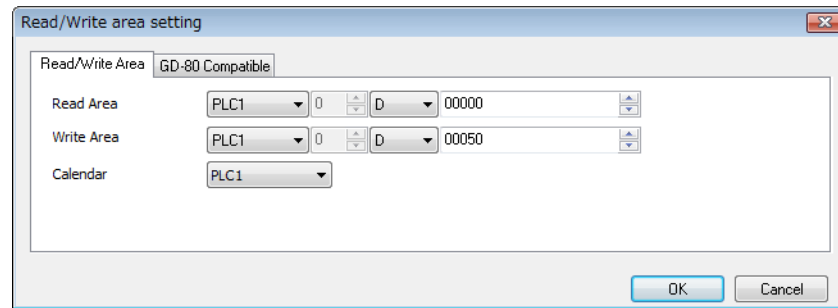 Read/Write area setting
Read/Write Area GD-80 Compatible
Read Area PLC1 0 D 00000
Write Area PLC1 0 D 00050
Calendar PLC1
OK Cancel